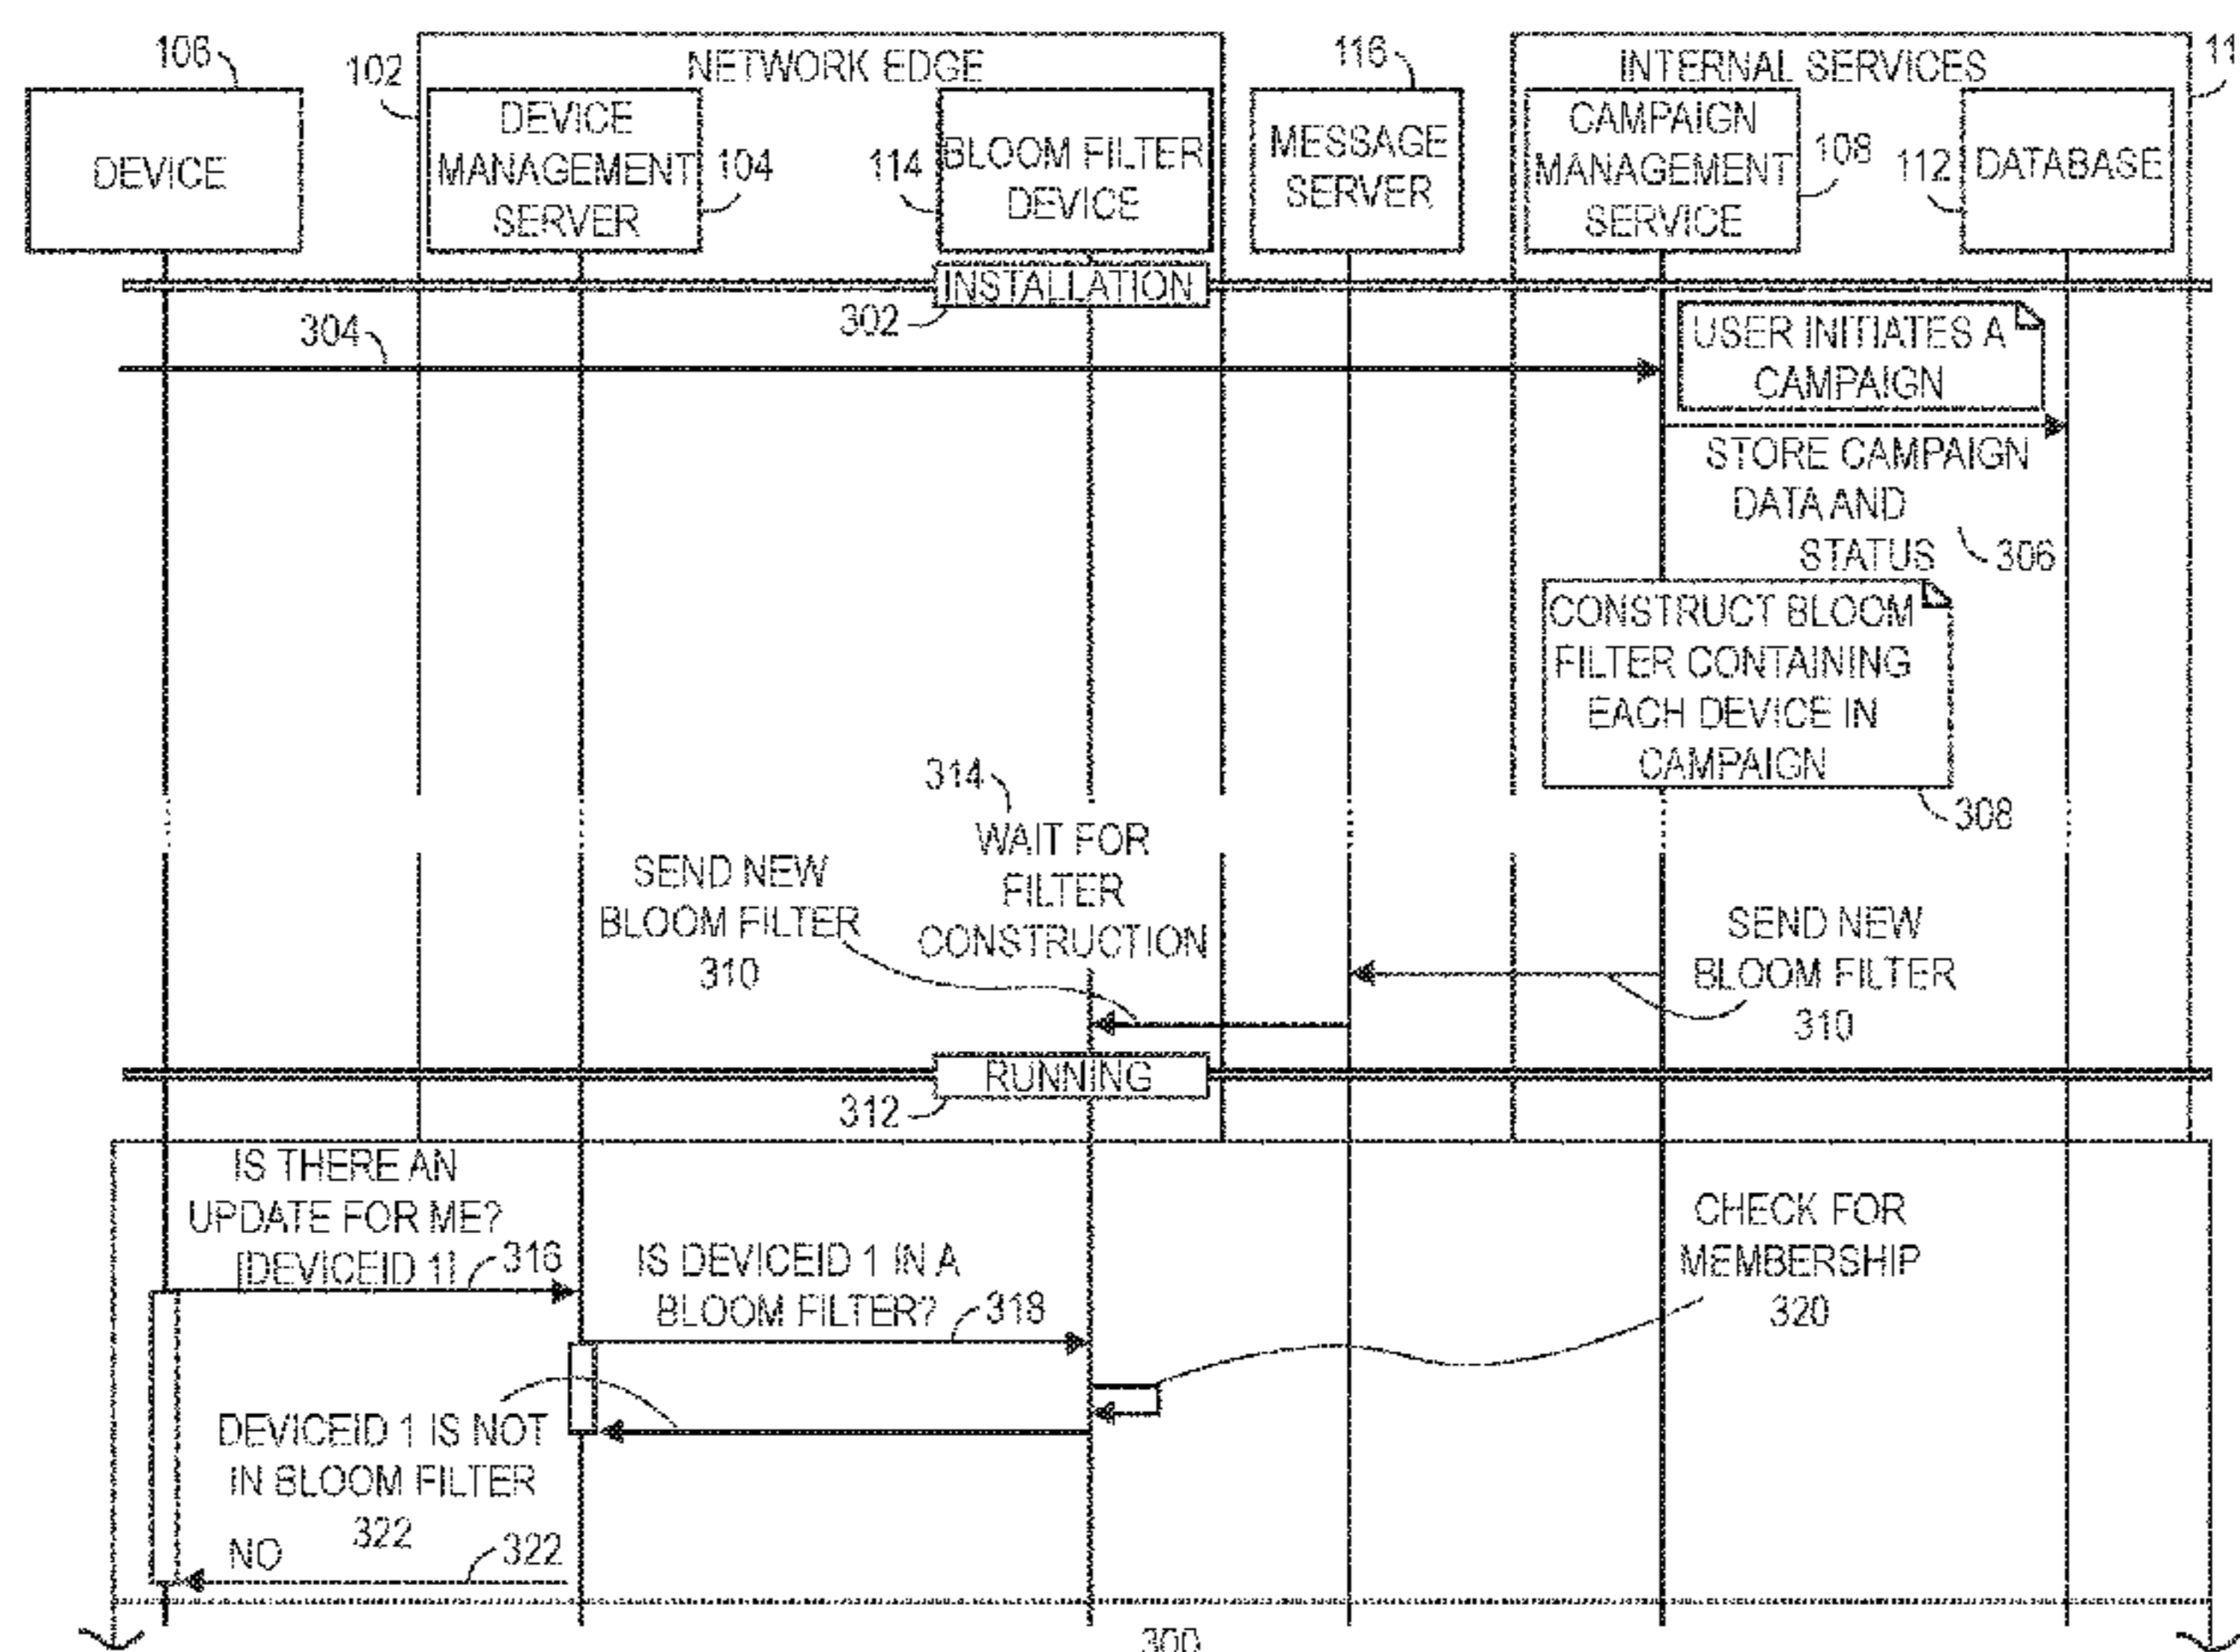 106
102
NETWORK EDGE
116
INTERNAL SERVICES
11
DEVICE
DEVICE
MANAGEMENT
SERVER
104
114
BLOOM FILTER
DEVICE
MESSAGE
SERVER
CAMPAIGN
MANAGEMENT
SERVICE
108
112
DATABASE
INSTALLATION
302
304
USER INITIATES A
CAMPAIGN
STORE CAMPAIGN
DATA AND
STATUS
306
CONSTRUCT BLOOM
FILTER CONTAINING
EACH DEVICE IN
CAMPAIGN
308
314
WAIT FOR
FILTER
CONSTRUCTION
SEND NEW
BLOOM FILTER
310
SEND NEW
BLOOM FILTER
310
RUNNING
312
IS THERE AN
UPDATE FOR ME?
[DEVICEID 1]
316
IS DEVICEID 1 IN A
BLOOM FILTER?
318
CHECK FOR
MEMBERSHIP
320
DEVICEID 1 IS NOT
IN BLOOM FILTER
322
NO
322
300